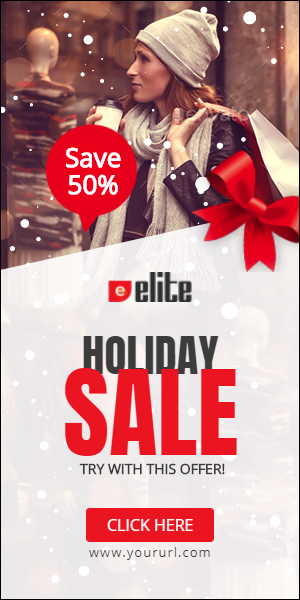 Save
50%
e elite
HOLIDAY
SALE
TRY WITH THIS OFFER!
CLICK HERE
www.yoururl.com